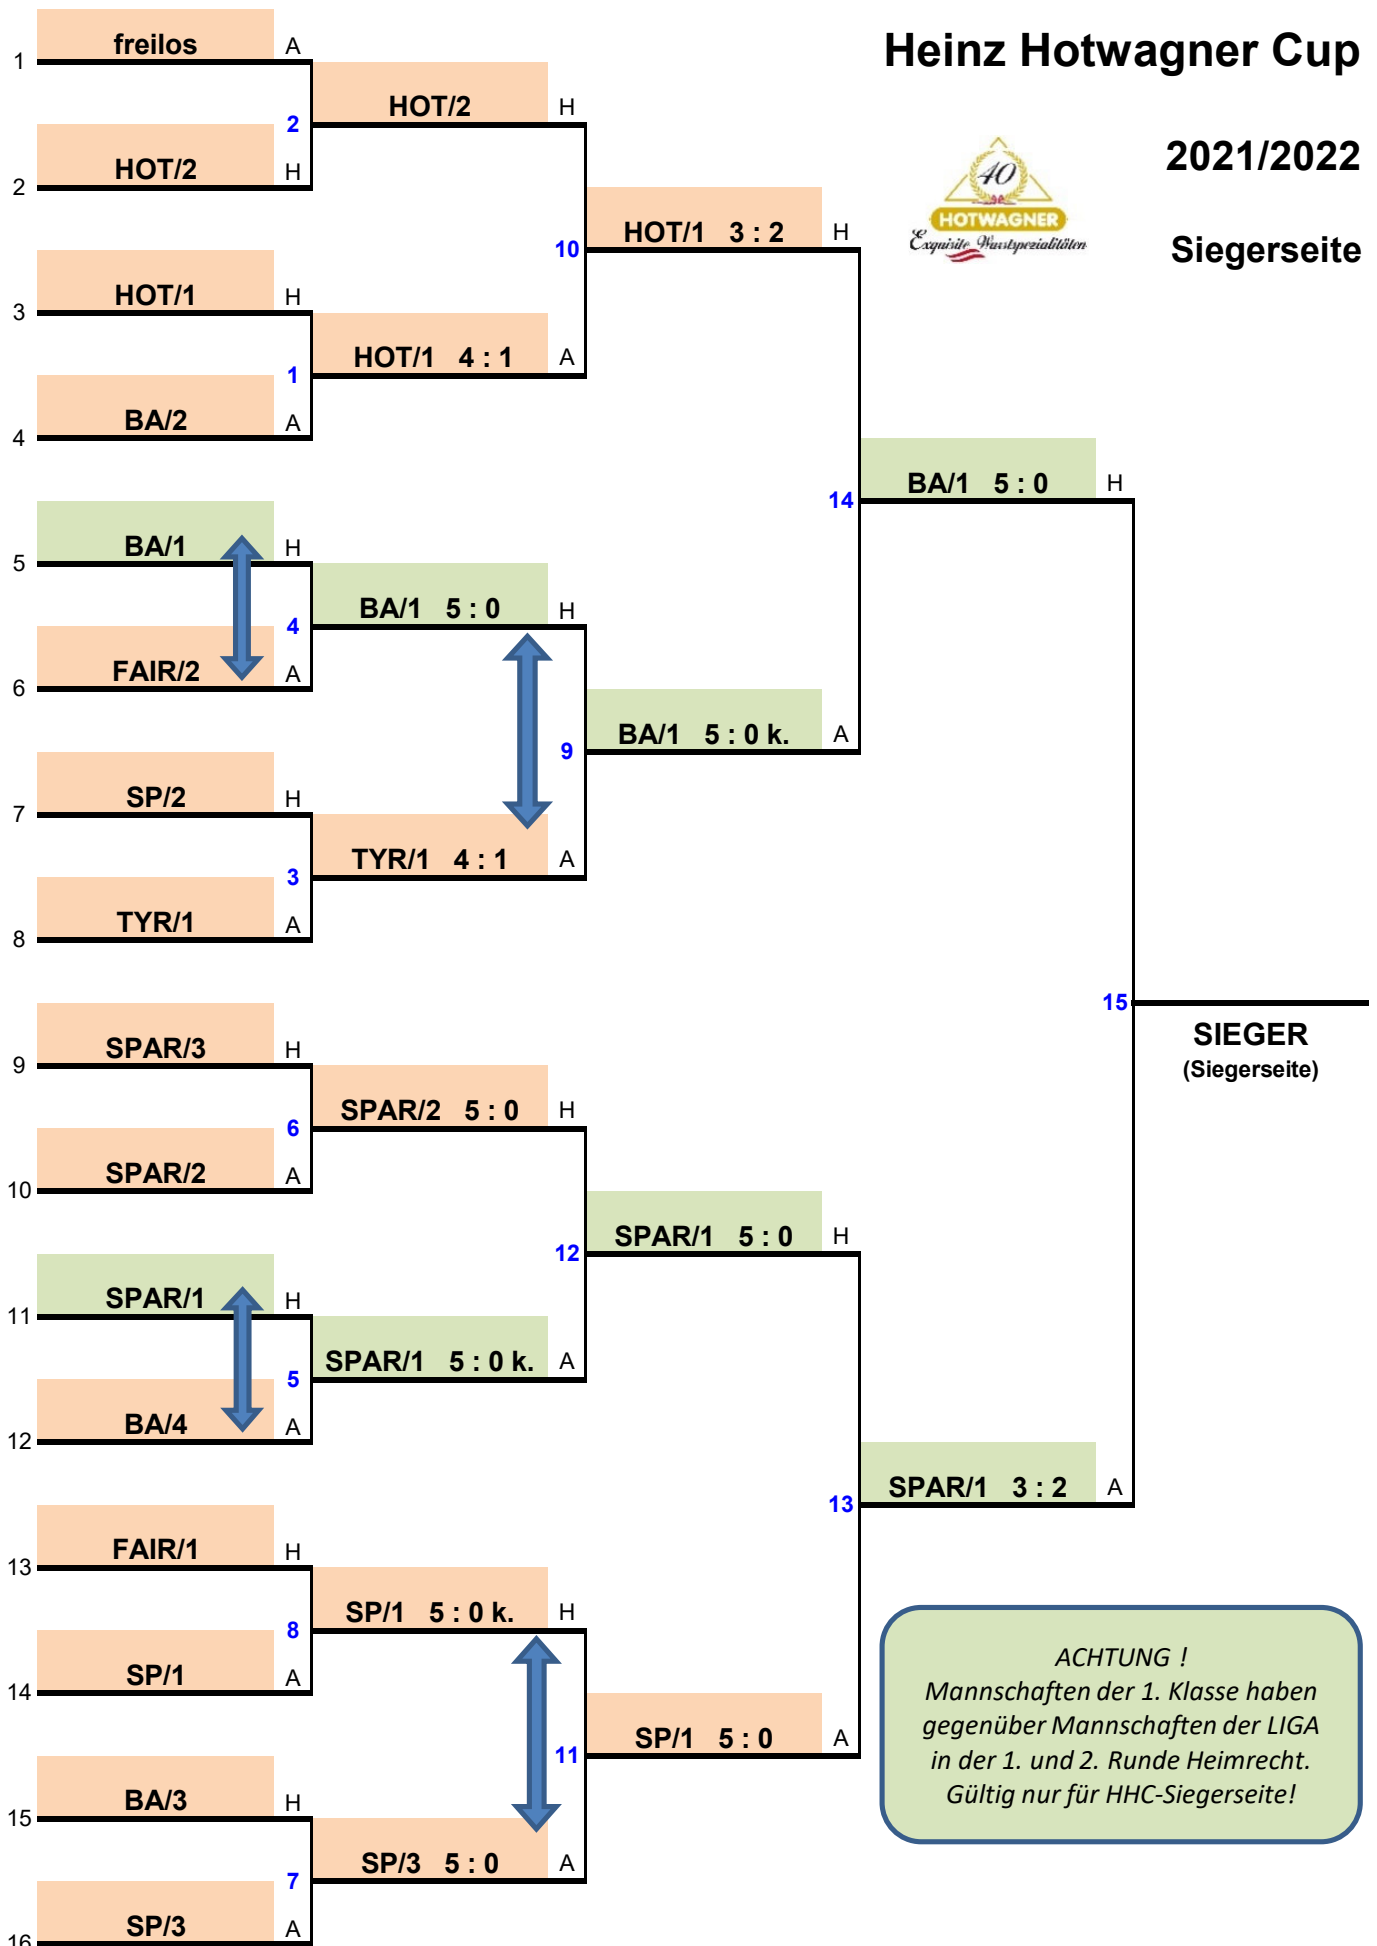 Heinz Hotwagner Cup
2021/2022
Siegerseite
40
HOTWAGNER
Exquisite Wurstspezialitäten
1 freilos A
HOT/2 H
2
2 HOT/2 H
HOT/1 3 : 2 H
10
3 HOT/1 H
HOT/1 4 : 1 A
1
4 BA/2 A
BA/1 5 : 0 H
14
5 BA/1 H
BA/1 5 : 0 H
4
6 FAIR/2 A
BA/1 5 : 0 k. A
9
7 SP/2 H
TYR/1 4 : 1 A
3
8 TYR/1 A
15
SIEGER
(Siegerseite)
9 SPAR/3 H
SPAR/2 5 : 0 H
6
10 SPAR/2 A
SPAR/1 5 : 0 H
12
11 SPAR/1 H
SPAR/1 5 : 0 k. A
5
12 BA/4 A
SPAR/1 3 : 2 A
13
13 FAIR/1 H
SP/1 5 : 0 k. H
8
14 SP/1 A
SP/1 5 : 0 A
11
15 BA/3 H
SP/3 5 : 0 A
7
16 SP/3 A
ACHTUNG !
Mannschaften der 1. Klasse haben
gegenüber Mannschaften der LIGA
in der 1. und 2. Runde Heimrecht.
Gültig nur für HHC-Siegerseite!